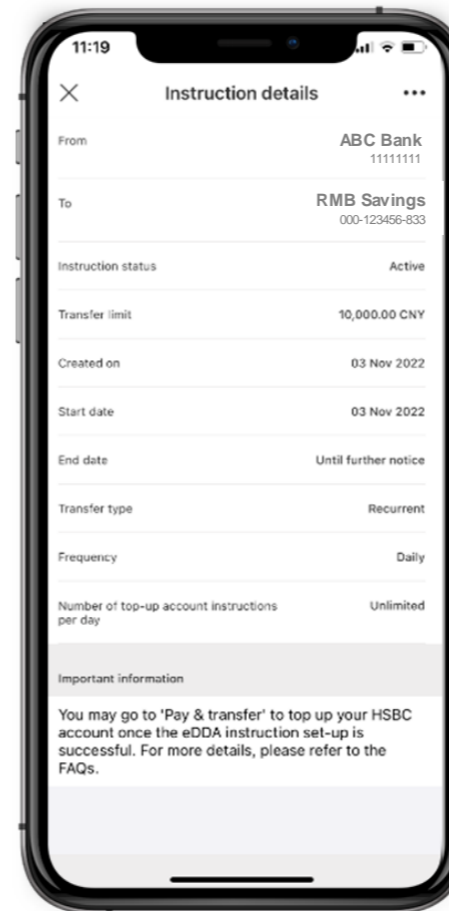 11:19
Instruction details
From
ABC Bank
11111111
To
RMB Savings
000-123456-833
Instruction status Active
Transfer limit 10,000.00 CNY
Created on 03 Nov 2022
Start date 03 Nov 2022
End date Until further notice
Transfer type Recurrent
Frequency Daily
Number of top-up account instructions Unlimited
per day
Important information
You may go to 'Pay & transfer' to top up your HSBC
account once the eDDA instruction set-up is
successful. For more details, please refer to the
FAQs.